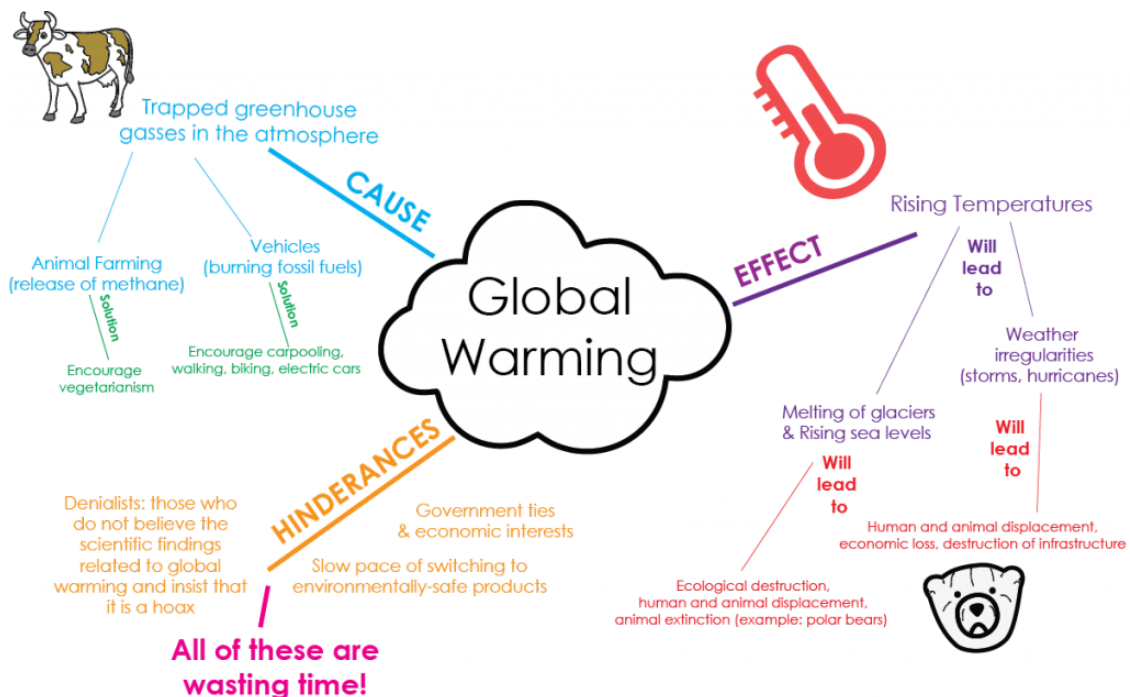 Trapped greenhouse
gasses in the atmosphere
CAUSE
Animal Farming
(release of methane)
Solution
Encourage
vegetarianism
Vehicles
(burning fossil fuels)
Solution
Encourage carpooling,
walking, biking, electric cars
Global
Warming
EFFECT
Rising Temperatures
Will
lead
to
Melting of glaciers
& Rising sea levels
Will
lead
to
Ecological destruction,
human and animal displacement,
animal extinction (example: polar bears)
Weather
irregularities
(storms, hurricanes)
Will
lead
to
Human and animal displacement,
economic loss, destruction of infrastructure
HINDERANCES
Denialists: those who
do not believe the
scientific findings
related to global
warming and insist that
it is a hoax
Government ties
& economic interests
Slow pace of switching to
environmentally-safe products
All of these are
wasting time!